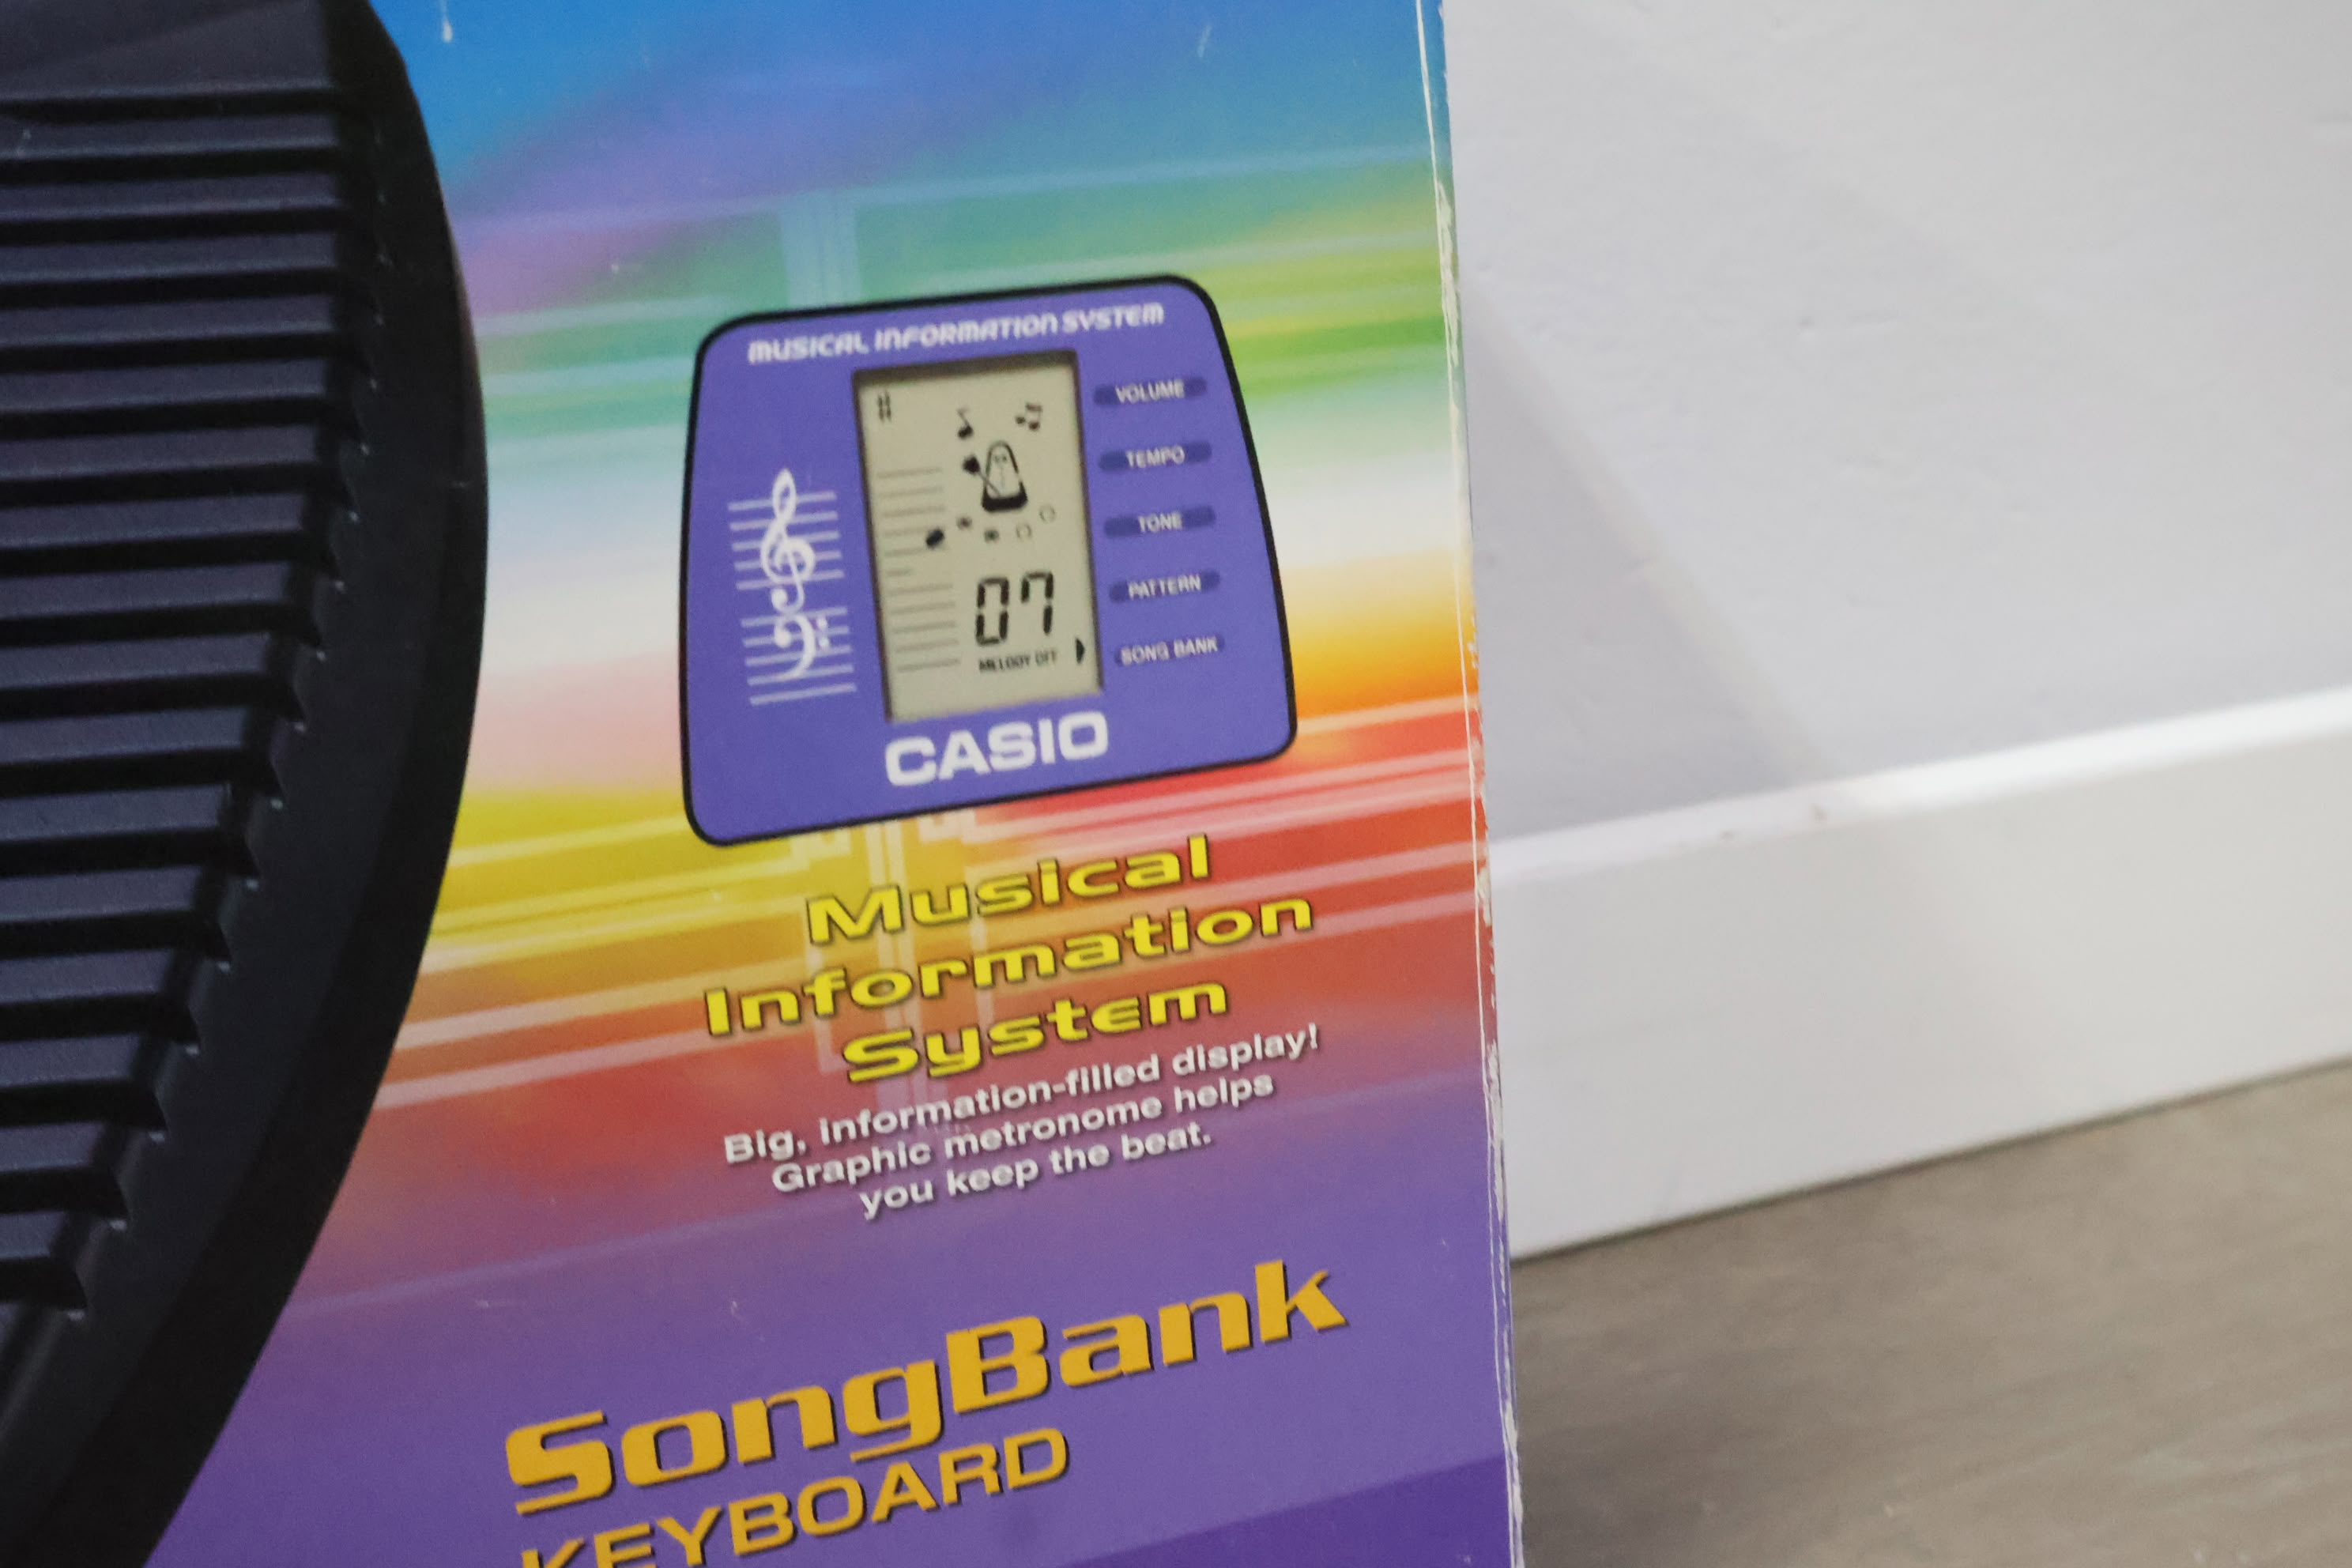 MUSICAL INFORMATION SYSTEM
VOLUME
TEMPO
TONE
PATTERN
07
MELODY OFF
SONG BANK
CASIO
Musical
Information
System
Big, information-filled display!
Graphic metronome helps
you keep the beat.
SongBank
KEYBOARD